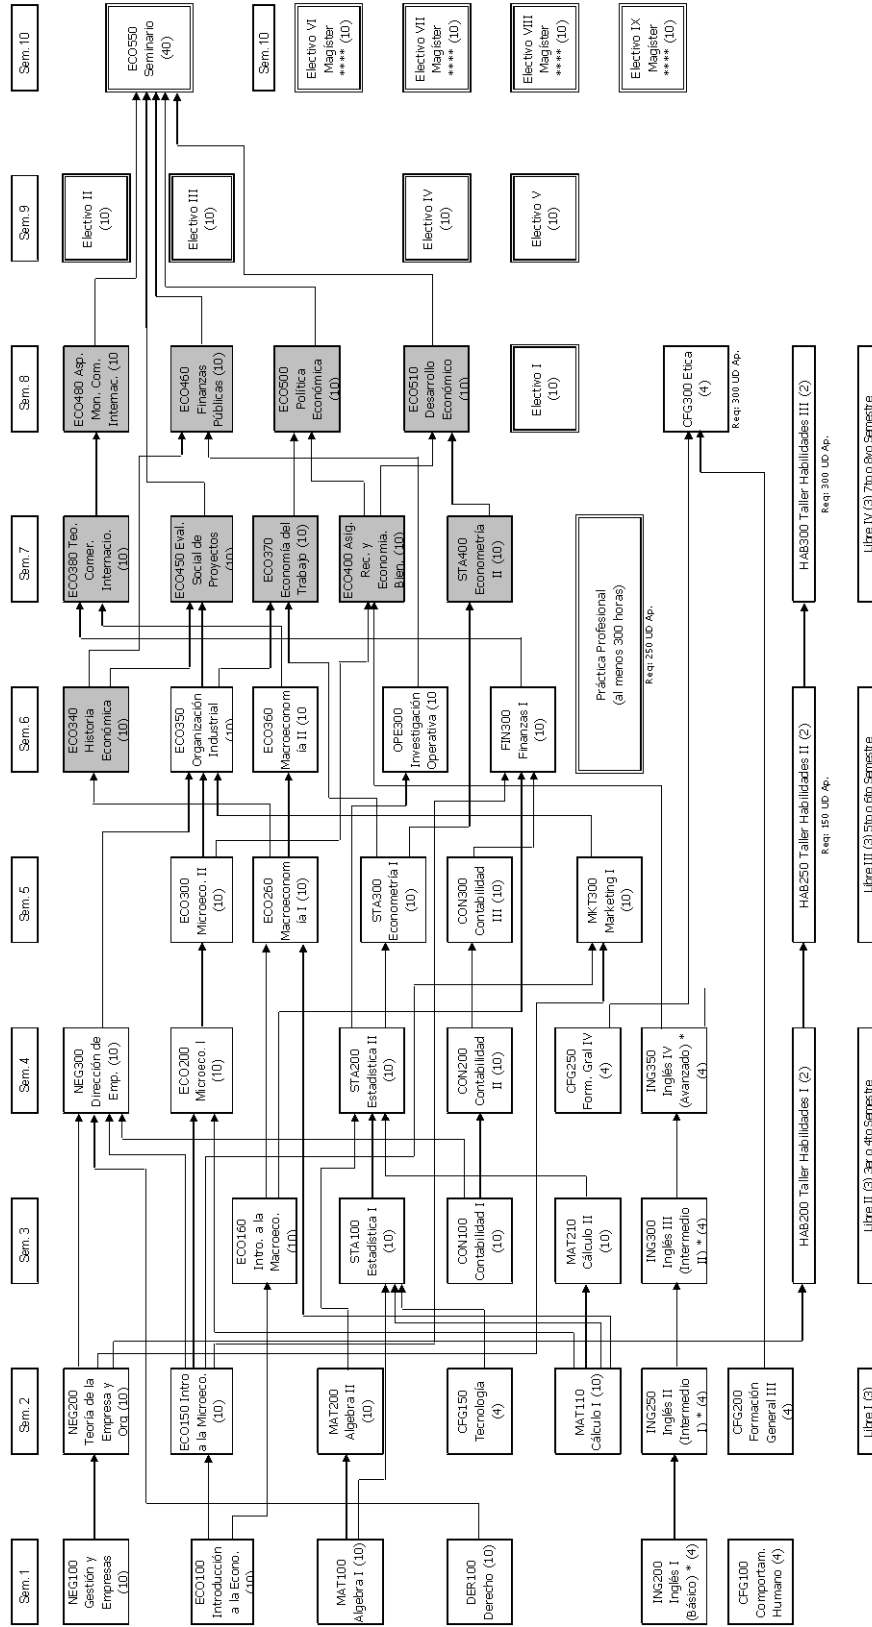 Sem. 1
Sem. 2
Sem. 3
Sem. 4
Sem. 5
Sem. 6
Sem. 7
Sem. 8
Sem. 9
Sem. 10
NEG100
Gestión y
Empresas
(10)
ECO100
Introducción
a la Econo.
(10)
MAT100
Algebra I (10)
DER100
Derecho (10)
ING200
Inglés I
(Básico) * (4)
CFG100
Comportam.
Humano (4)
NEG200
Teoría de la
Empresa y
Org (10)
ECO150 Intro
a la Microeco.
(10)
MAT200
Algebra II
(10)
CFG150
Tecnología
(4)
MAT110
Cálculo I (10)
ING250
Inglés II
(Intermedio
I) * (4)
CFG200
Formación
General III
(4)
Libre I (3)
ECO160
Intro. a la
Macroeco.
(10)
STA100
Estadística I
(10)
CON100
Contabilidad I
(10)
MAT210
Cálculo II
(10)
ING300
Inglés III
(Intermedio
II) * (4)
NEG300
Dirección de
Emp. (10)
ECO200
Microeco. I
(10)
STA200
Estadística II
(10)
CON200
Contabilidad
II (10)
CFG250
Form. Gral IV
(4)
ING350
Inglés IV
(Avanzado) *
(4)
HAB200 Taller Habilidades I (2)
Libre II (3) 3er o 4to Semestre
ECO300
Microeco. II
(10)
ECO260
Macroeconom
ía I (10)
STA300
Econometría I
(10)
CON300
Contabilidad
III (10)
MKT300
Marketing I
(10)
ECO340
Historia
Económica
(10)
ECO350
Organización
Industrial
(10)
ECO360
Macroeconom
ía II (10
OPE300
Investigación
Operativa (10
FIN300
Finanzas I
(10)
HAB250 Taller Habilidades II (2)
Req: 150 UD Ap.
Libre III (3) 5to o 6to Semestre
ECO380 Teo.
Comer.
Internacio.
(10)
ECO450 Eval.
Social de
Proyectos
(10)
ECO370
Economía del
Trabajo (10)
ECO400 Asig.
Rec. y
Economia.
Bien. (10)
STA400
Econometría
II (10)
Práctica Profesional
(al menos 300 horas)
Req: 250 UD Ap.
ECO480 Asp.
Mon. Com.
Internac. (10
ECO460
Finanzas
Públicas (10)
ECO500
Política
Económica
(10)
ECO510
Desarrollo
Económico
(10)
Electivo I
(10)
CFG300 Etica
(4)
Req: 300 UD Ap.
HAB300 Taller Habilidades III (2)
Req: 300 UD Ap.
Libre IV (3) 7to o 8vo Semestre
Electivo II
(10)
Electivo III
(10)
Electivo IV
(10)
Electivo V
(10)
ECO550
Seminario
(40)
Sem. 10
Electivo VI
Magíster
**** (10)
Electivo VII
Magíster
**** (10)
Electivo VIII
Magíster
**** (10)
Electivo IX
Magíster
**** (10)